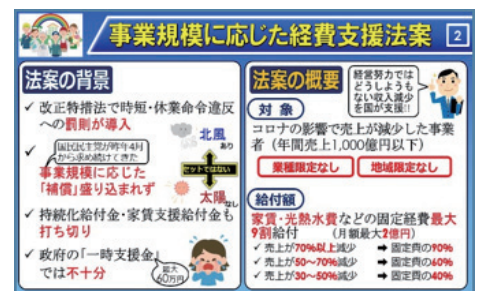 事業規模に応じた経費支援法案
2
法案の背景
✓ 改正特措法で時短・休業命令違反
への罰則が導入
国民民主党が昨年4月
から求め続けてきた
事業規模に応じた
「補償」盛り込まれず
北風
あり
セットではない
太陽
なし
✓ 持続化給付金・家賃支援給付金も
打ち切り
✓ 政府の「一時支援金」
では不十分
最大
60万円
法案の概要
経営努力では
どうしようも
ない収入減少
を国が支援!!
対象
コロナの影響で売上が減少した事業
者（年間売上1,000億円以下）
業種限定なし
地域限定なし
給付額
家賃・光熱水費などの固定経費最大
9割給付 （月額最大2億円）
✓ 売上が70%以上減少 ➡ 固定費の90%
✓ 売上が50〜70%減少 ➡ 固定費の60%
✓ 売上が30〜50%減少 ➡ 固定費の40%